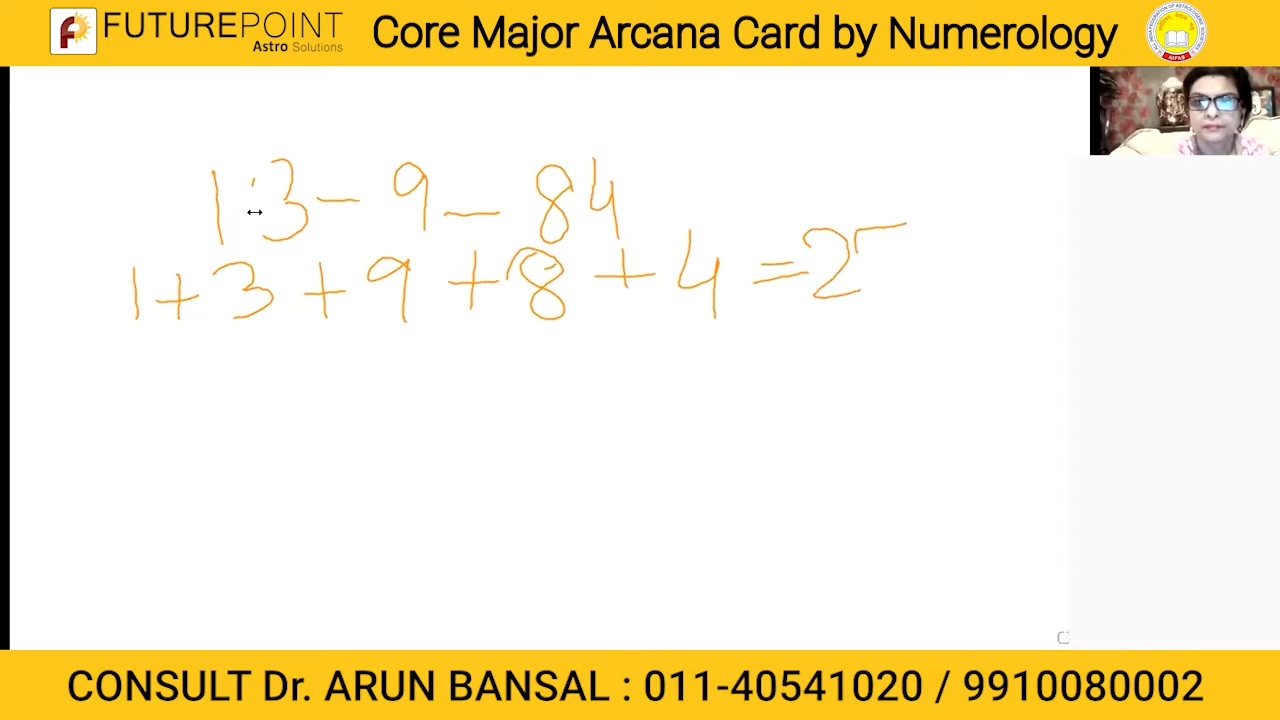 FUTUREPOINT
Astro Solutions
Core Major Arcana Card by Numerology
AIFAS
13 - 9 - 84
1 + 3 + 9 + 8 + 4 = 25
CONSULT Dr. ARUN BANSAL : 011-40541020 / 9910080002